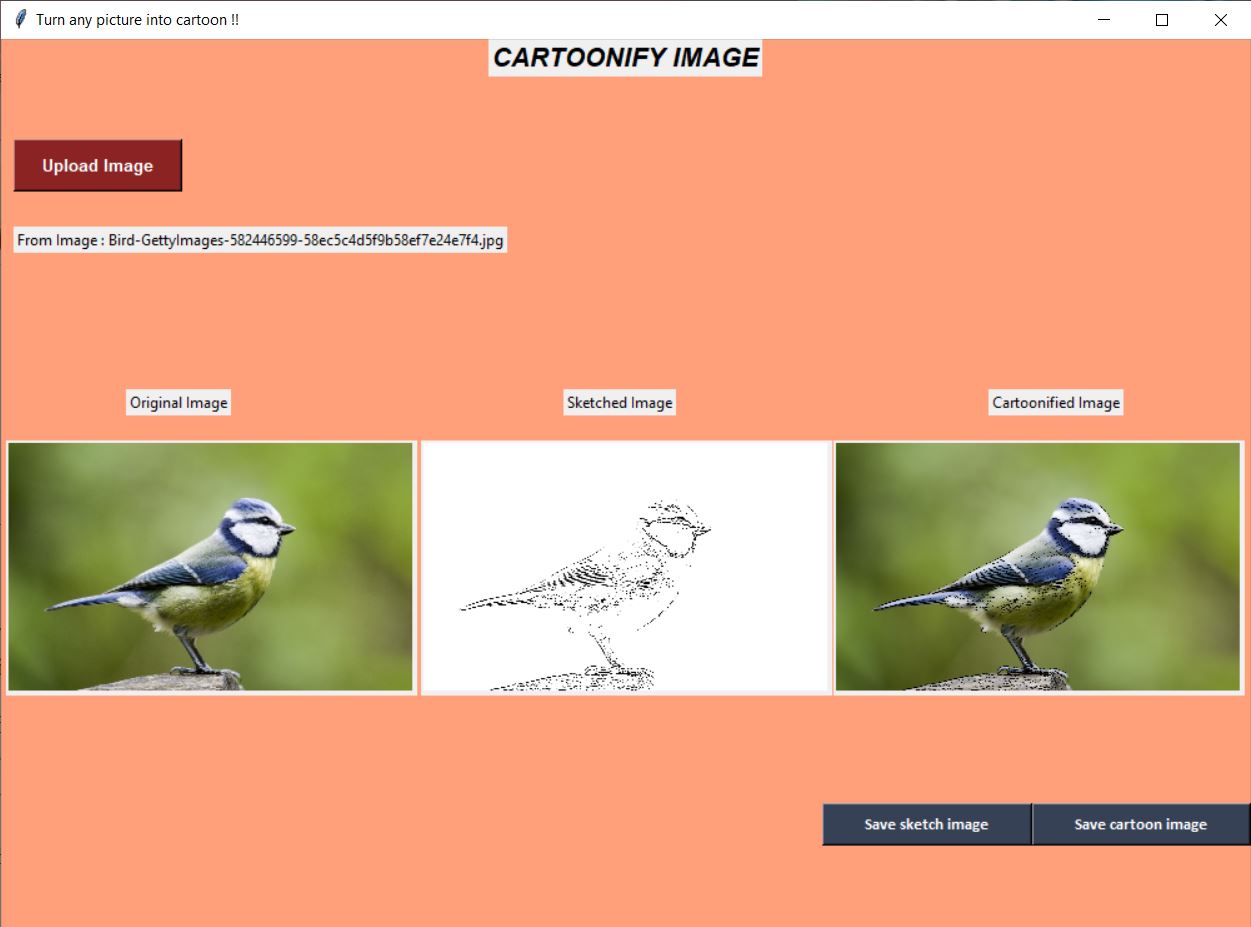 Turn any picture into cartoon !!
CARTOONIFY IMAGE
Upload Image
From Image : Bird-GettyImages-582446599-58ec5c4d5f9b58ef7e24e7f4.jpg
Original Image
Sketched Image
Cartoonified Image
Save sketch image
Save cartoon image